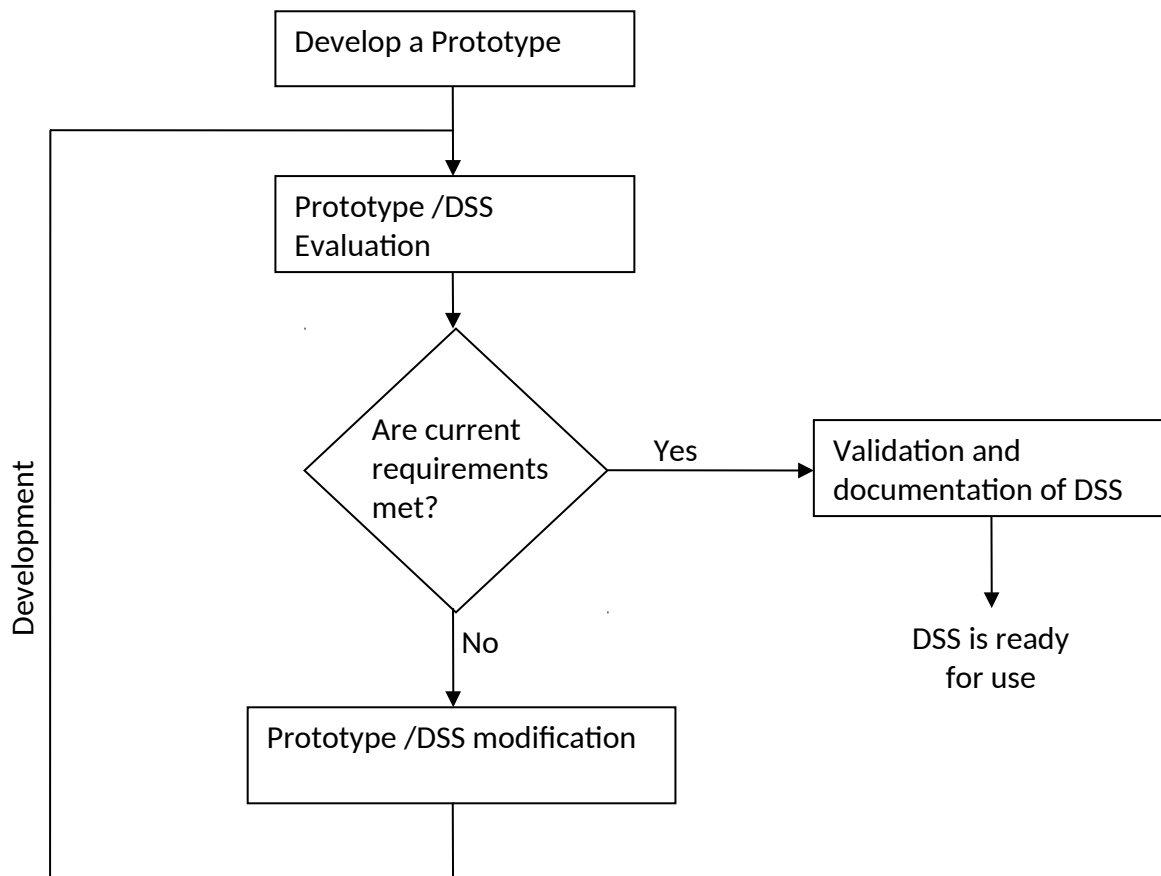 Develop a Prototype
Prototype /DSS
Evaluation
Are current
requirements
met?
Yes
Validation and
documentation of DSS
Development
No
DSS is ready
for use
Prototype /DSS modification